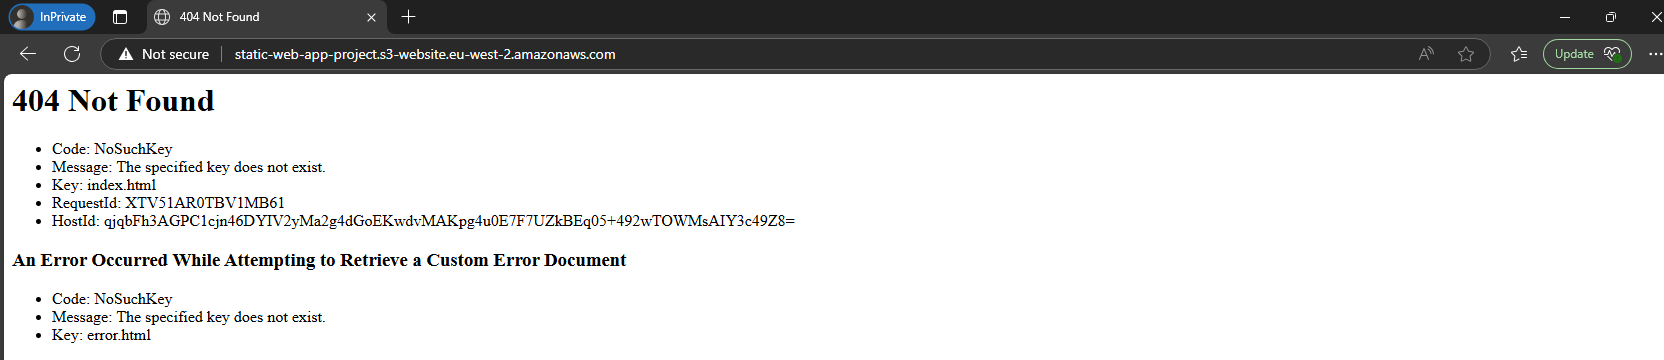 InPrivate
404 Not Found
Not secure
static-web-app-project.s3-website.eu-west-2.amazonaws.com
Update
404 Not Found
Code: NoSuchKey
Message: The specified key does not exist.
Key: index.html
RequestId: XTV51AR0TBV1MB61
HostId: qjqbFh3AGPC1cjn46DYIV2yMa2g4dGoEKwdvMAKpg4u0E7F7UZkBEq05+492wTOWMsAIY3c49Z8=
An Error Occurred While Attempting to Retrieve a Custom Error Document
Code: NoSuchKey
Message: The specified key does not exist.
Key: error.html